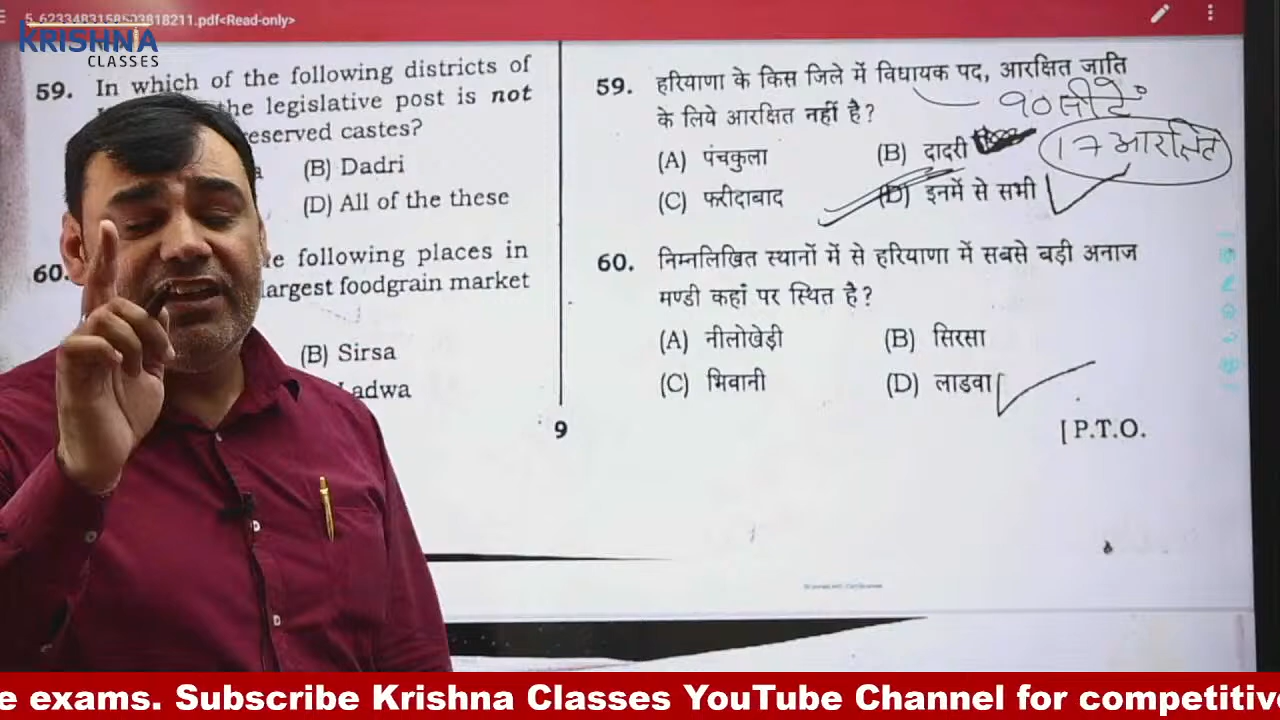 5_6233483158503818211.pdf<Read-only>
KRISHNA
CLASSES
59. In which of the following districts of
the legislative post is not
reserved castes?
(B) Dadri
(D) All of the these
60.
following places in
largest foodgrain market
(B) Sirsa
Ladwa
9
59. हरियाणा के किस जिले में विधायक पद, आरक्षित जाति
के लिये आरक्षित नहीं है?
९० सीटें
17 आरक्षित
(A) पंचकुला (B) दादरी
(C) फरीदाबाद (D) इनमें से सभी
60. निम्नलिखित स्थानों में से हरियाणा में सबसे बड़ी अनाज
मण्डी कहाँ पर स्थित है?
(A) नीलोखेड़ी (B) सिरसा
(C) भिवानी (D) लाडवा
[ P.T.O.
e exams. Subscribe Krishna Classes YouTube Channel for competitiv